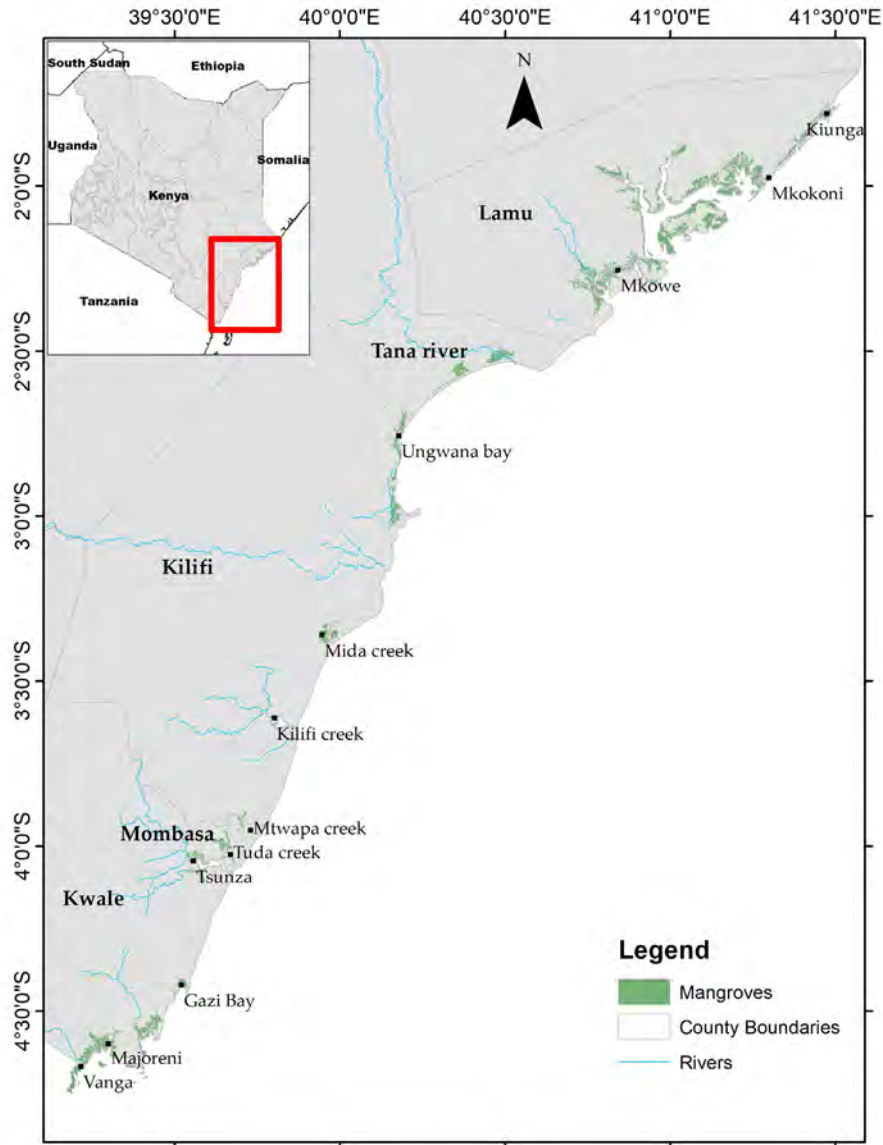 39°30'0"E
40°0'0"E
40°30'0"E
41°0'0"E
41°30'0"E
South Sudan
Ethiopia
Uganda
Somalia
Kenya
Tanzania
N
Kiunga
Mkokoni
Lamu
Mkowe
Tana river
Ungwana bay
Kilifi
Mida creek
Kilifi creek
Mtwapa creek
Mombasa
Tuda creek
Tsunza
Kwale
Gazi Bay
Majoreni
Vanga
2°0'0"S
2°30'0"S
3°0'0"S
3°30'0"S
4°0'0"S
4°30'0"S
Legend
Mangroves
County Boundaries
Rivers